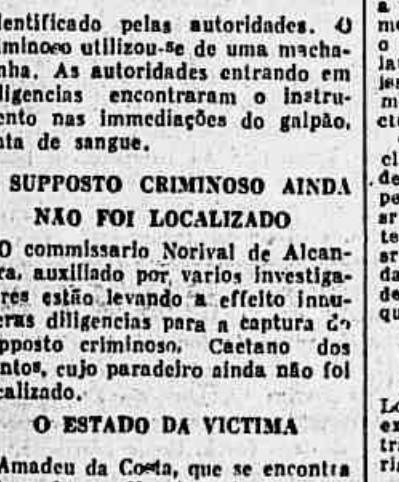 dentificado pelas autoridades. O
iminoso utilizou-se de uma macha-
nha. As autoridades entrando em
ligencias encontraram o instru-
ento nas immediações do galpão,
nta de sangue.
SUPPOSTO CRIMINOSO AINDA
NÃO FOI LOCALIZADO
O commissario Norival de Alcan-
ra, auxiliado por varios investiga-
res estão levando a effeito innu-
eras diligencias para a captura do
pposto criminoso, Caetano dos
ntos, cujo paradeiro ainda não foi
calizado.
O ESTADO DA VICTIMA
Amadeu da Costa, que se encontra